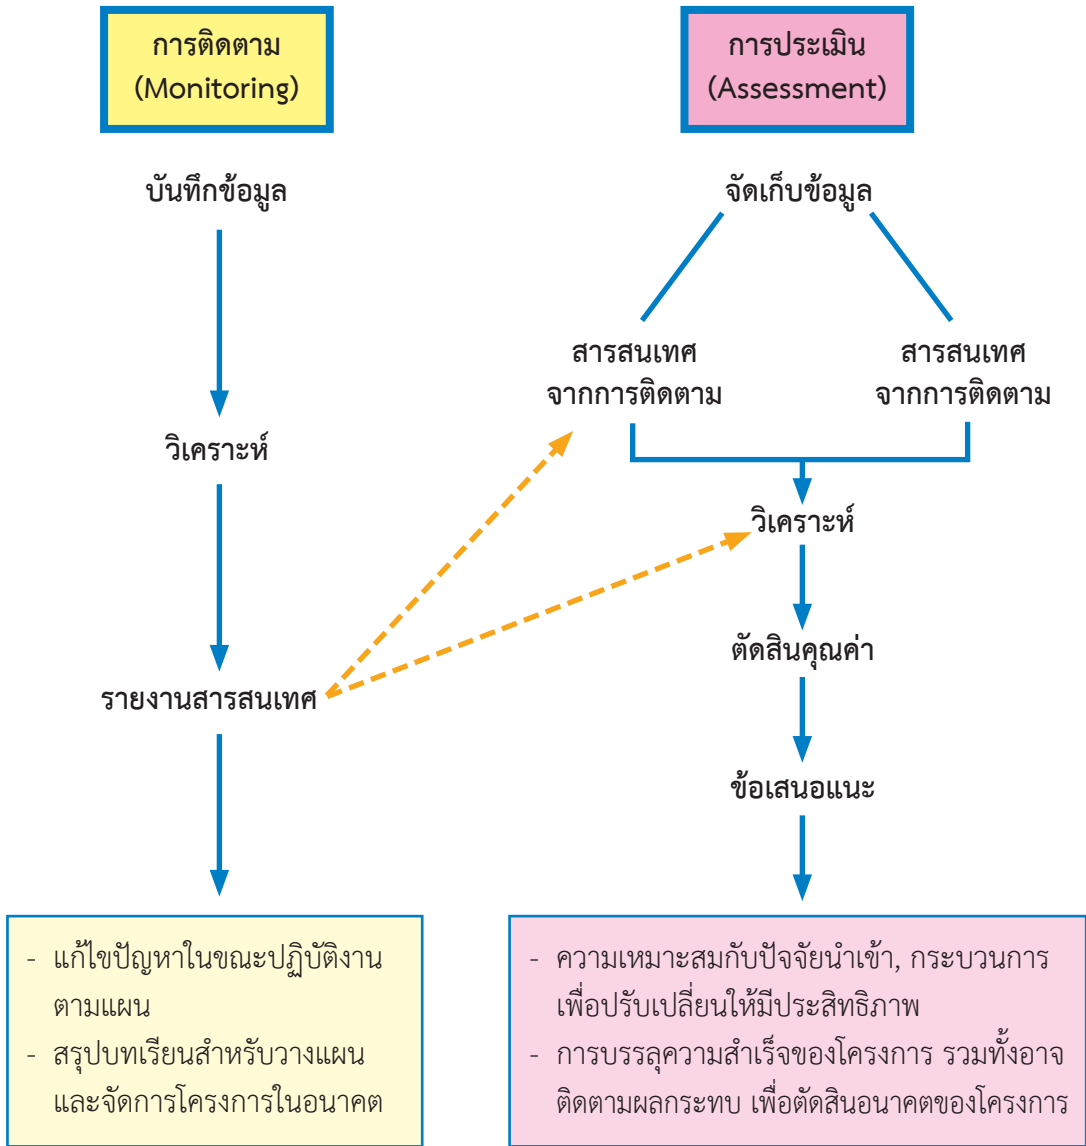 การติดตาม
(Monitoring)
บันทึกข้อมูล
วิเคราะห์
รายงานสารสนเทศ
- แก้ไขปัญหาในขณะปฏิบัติงาน
ตามแผน
- สรุปบทเรียนสำหรับวางแผน
และจัดการโครงการในอนาคต
การประเมิน
(Assessment)
จัดเก็บข้อมูล
สารสนเทศ
จากการติดตาม
สารสนเทศ
จากการติดตาม
วิเคราะห์
ตัดสินคุณค่า
ข้อเสนอแนะ
- ความเหมาะสมกับปัจจัยนำเข้า, กระบวนการ
เพื่อปรับเปลี่ยนให้มีประสิทธิภาพ
- การบรรลุความสำเร็จของโครงการ รวมทั้งอาจ
ติดตามผลกระทบ เพื่อตัดสินอนาคตของโครงการ